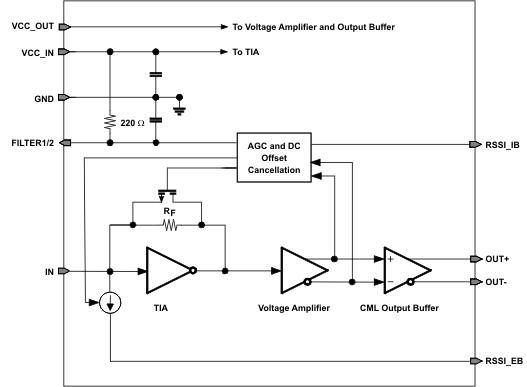 VCC_OUT
To Voltage Amplifier and Output Buffer
VCC_IN
To TIA
GND
220 Ω
FILTER1/2
AGC and DC
Offset
Cancellation
RSSI_IB
RF
IN
OUT+
OUT-
+
−
TIA
Voltage Amplifier
CML Output Buffer
RSSI_EB